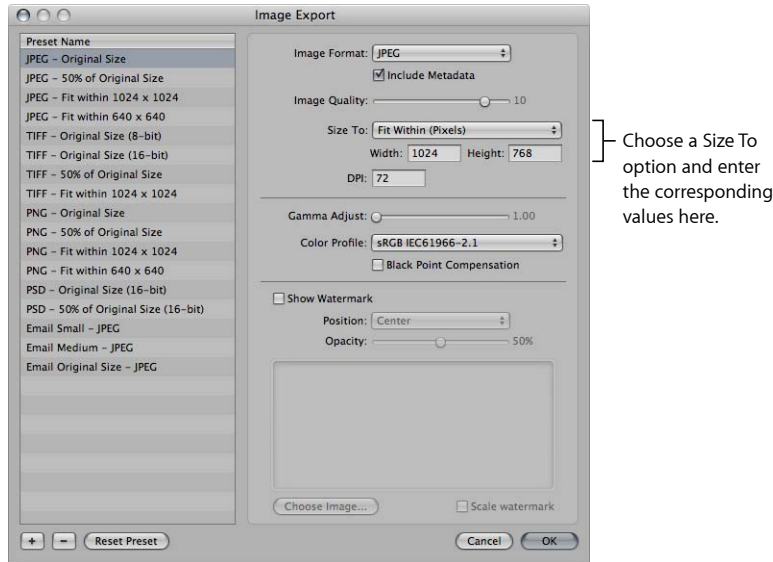 Image Export
Preset Name
JPEG – Original Size
JPEG – 50% of Original Size
JPEG – Fit within 1024 x 1024
JPEG – Fit within 640 x 640
TIFF – Original Size (8-bit)
TIFF – Original Size (16-bit)
TIFF – 50% of Original Size
TIFF – Fit within 1024 x 1024
PNG – Original Size
PNG – 50% of Original Size
PNG – Fit within 1024 x 1024
PNG – Fit within 640 x 640
PSD – Original Size (16-bit)
PSD – 50% of Original Size (16-bit)
Email Small – JPEG
Email Medium – JPEG
Email Original Size – JPEG
Image Format: JPEG
Include Metadata
Image Quality: 10
Size To: Fit Within (Pixels)
Width: 1024 Height: 768
DPI: 72
Gamma Adjust: 1.00
Color Profile: sRGB IEC61966-2.1
Black Point Compensation
Show Watermark
Position: Center
Opacity: 50%
Choose Image... Scale watermark
+ – Reset Preset Cancel OK
Choose a Size To
option and enter
the corresponding
values here.